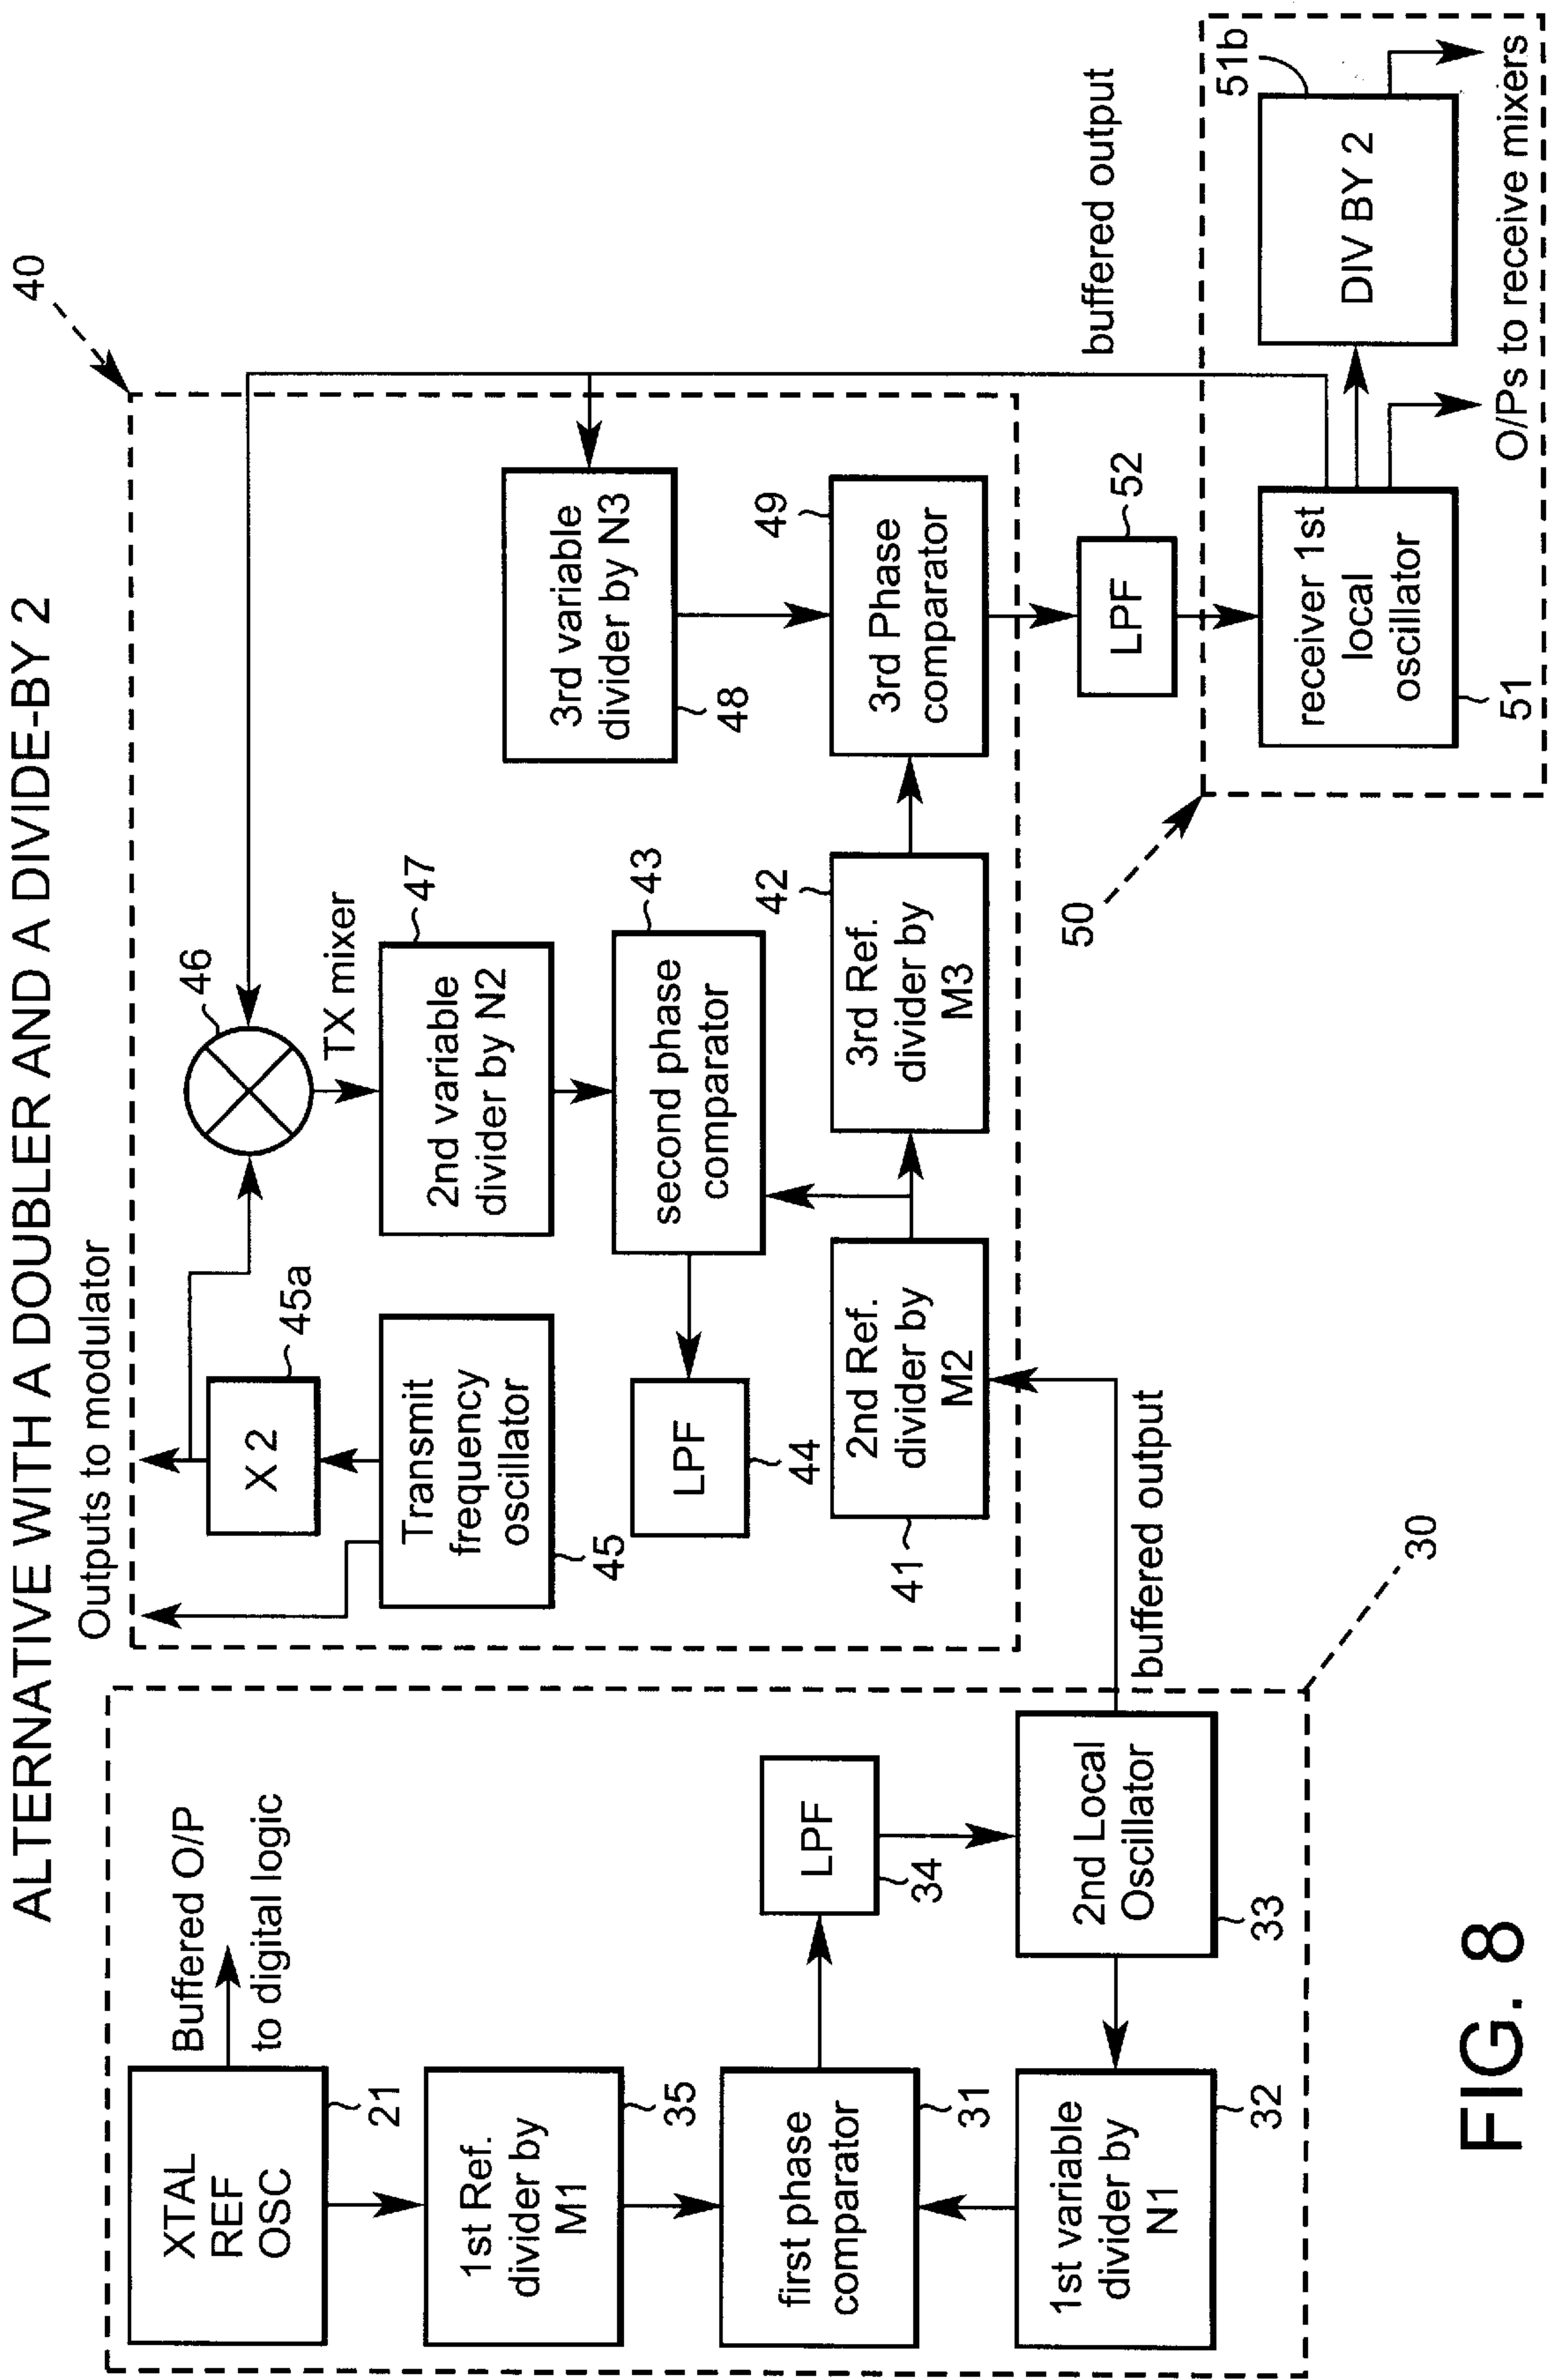 ALTERNATIVE WITH A DOUBLER AND A DIVIDE-BY 2
Buffered O/P
to digital logic
XTAL
REF
OSC
21
1st Ref.
divider by
M1
35
first phase
comparator
31
1st variable
divider by
N1
32
LPF
34
2nd Local
Oscillator
33
buffered output
30
Outputs to modulator
X 2
45a
Transmit
frequency
oscillator
45
LPF
44
2nd Ref.
divider by
M2
41
46
TX mixer
2nd variable
divider by N2
47
second phase
comparator
43
3rd Ref.
divider by
M3
42
40
3rd variable
divider by N3
48
3rd Phase
comparator
49
LPF
52
buffered output
50
receiver 1st
local
oscillator
51
DIV BY 2
51b
O/Ps to receive mixers
FIG. 8